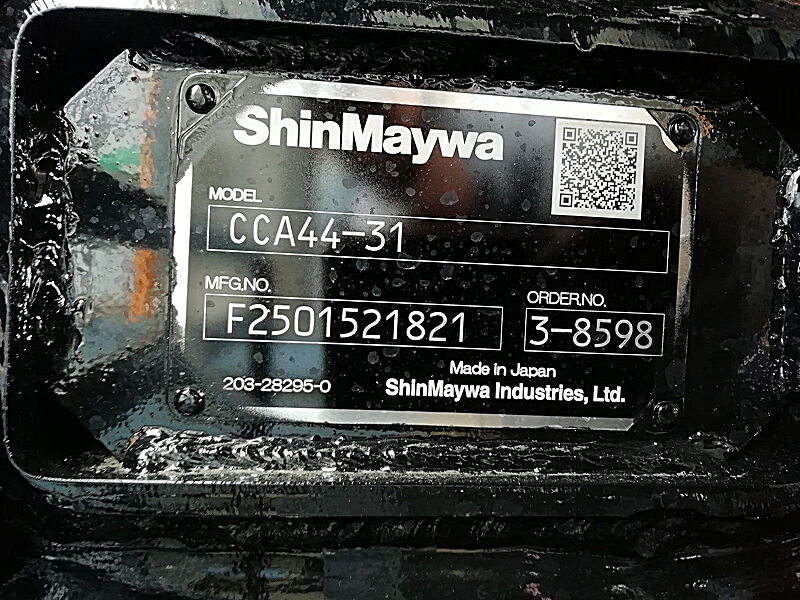 ShinMaywa
MODEL
CCA44-31
MFG.NO.
F2501521821
ORDER.NO.
3-8598
Made in Japan
203-28295-0
ShinMaywa Industries, Ltd.